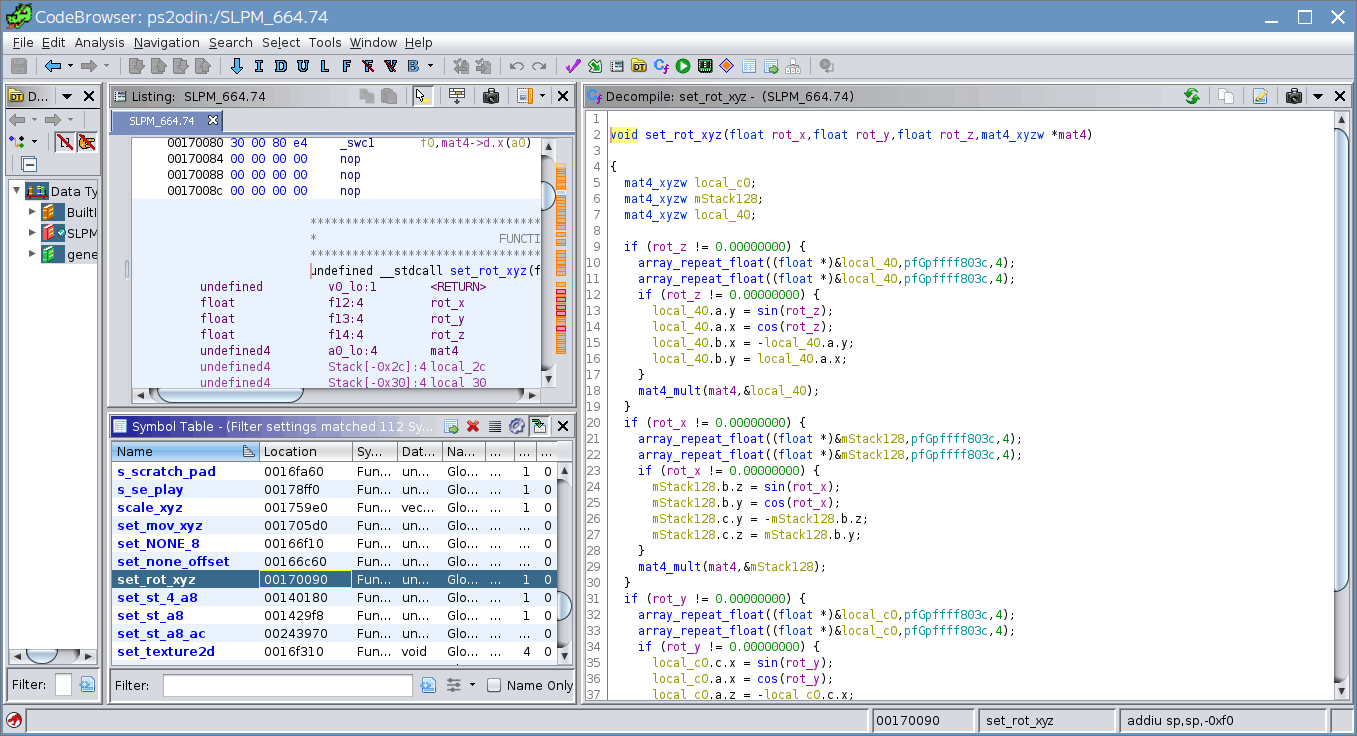 CodeBrowser: ps2odin:/SLPM_664.74
File Edit Analysis Navigation Search Select Tools Window Help
I D U L F R V B
D...
Data Ty
BuiltI
SLPM
gene
Filter:
Listing: SLPM_664.74
SLPM_664.74
00170080 30 00 80 e4 _swc1 f0,mat4->d.x(a0)
00170084 00 00 00 00 nop
00170088 00 00 00 00 nop
0017008c 00 00 00 00 nop
*********************************
* FUNCTI
*********************************
undefined __stdcall set_rot_xyz(f
undefined v0_lo:1 <RETURN>
float f12:4 rot_x
float f13:4 rot_y
float f14:4 rot_z
undefined4 a0_lo:4 mat4
undefined4 Stack[-0x2c]:4 local_2c
undefined4 Stack[-0x30]:4 local_30
Symbol Table - (Filter settings matched 112 Sy...
Name Location Sy... Dat... Na... ... ... ...
s_scratch_pad 0016fa60 Fun... un... Glo... ... 1 0
s_se_play 00178ff0 Fun... un... Glo... ... 1 0
scale_xyz 001759e0 Fun... vec... Glo... ... 1 0
set_mov_xyz 001705d0 Fun... un... Glo... ... ... 0
set_NONE_8 00166f10 Fun... un... Glo... ... ... 0
set_none_offset 00166c60 Fun... un... Glo... ... ... 0
set_rot_xyz 00170090 Fun... un... Glo... ... 1 0
set_st_4_a8 00140180 Fun... un... Glo... ... 1 0
set_st_a8 001429f8 Fun... un... Glo... ... 1 0
set_st_a8_ac 00243970 Fun... un... Glo... ... ... 0
set_texture2d 0016f310 Fun... void Glo... ... 4 0
Filter: Name Only
Decompile: set_rot_xyz - (SLPM_664.74)
1
2 void set_rot_xyz(float rot_x,float rot_y,float rot_z,mat4_xyzw *mat4)
3
4 {
5 mat4_xyzw local_c0;
6 mat4_xyzw mStack128;
7 mat4_xyzw local_40;
8
9 if (rot_z != 0.00000000) {
10 array_repeat_float((float *)&local_40,pfGpffff803c,4);
11 array_repeat_float((float *)&local_40,pfGpffff803c,4);
12 if (rot_z != 0.00000000) {
13 local_40.a.y = sin(rot_z);
14 local_40.a.x = cos(rot_z);
15 local_40.b.x = -local_40.a.y;
16 local_40.b.y = local_40.a.x;
17 }
18 mat4_mult(mat4,&local_40);
19 }
20 if (rot_x != 0.00000000) {
21 array_repeat_float((float *)&mStack128,pfGpffff803c,4);
22 array_repeat_float((float *)&mStack128,pfGpffff803c,4);
23 if (rot_x != 0.00000000) {
24 mStack128.b.z = sin(rot_x);
25 mStack128.b.y = cos(rot_x);
26 mStack128.c.y = -mStack128.b.z;
27 mStack128.c.z = mStack128.b.y;
28 }
29 mat4_mult(mat4,&mStack128);
30 }
31 if (rot_y != 0.00000000) {
32 array_repeat_float((float *)&local_c0,pfGpffff803c,4);
33 array_repeat_float((float *)&local_c0,pfGpffff803c,4);
34 if (rot_y != 0.00000000) {
35 local_c0.c.x = sin(rot_y);
36 local_c0.a.x = cos(rot_y);
37 local_c0.a.z = -local_c0.c.x;
00170090 set_rot_xyz addiu sp,sp,-0xf0